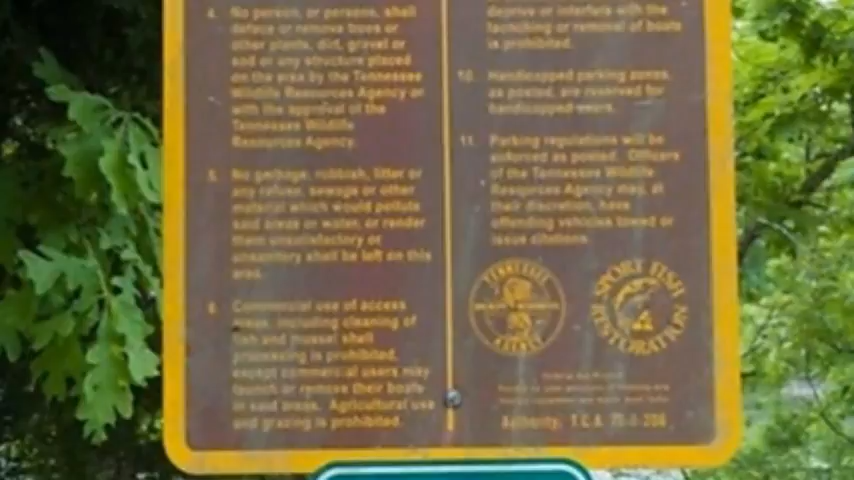 4. No person, or persons, shall
deface or remove trees or
other plants, dirt, gravel or
soil or any structure placed
on the area by the Tennessee
Wildlife Resources Agency or
with the approval of the
Tennessee Wildlife
Resources Agency.
5. No garbage, rubbish, litter or
any refuse, sewage or other
material which would pollute
said areas or water, or render
them unsatisfactory or
unsanitary shall be left on this
area.
6. Commercial use of access
areas, including cleaning of
fish and mussel shall
processing is prohibited,
except commercial users may
launch or remove their boats
in said areas. Agricultural use
and grazing is prohibited.
deprive or interfere with the
launching or removal of boats
is prohibited.
10. Handicapped parking zones,
as posted, are reserved for
handicapped users.
11. Parking regulations will be
enforced as posted. Officers
of the Tennessee Wildlife
Resources Agency may, at
their discretion, have
offending vehicles towed or
issue citations.
TENNESSEE
AGENCY
SPORT FISH
RESTORATION
Authority: T.C.A.